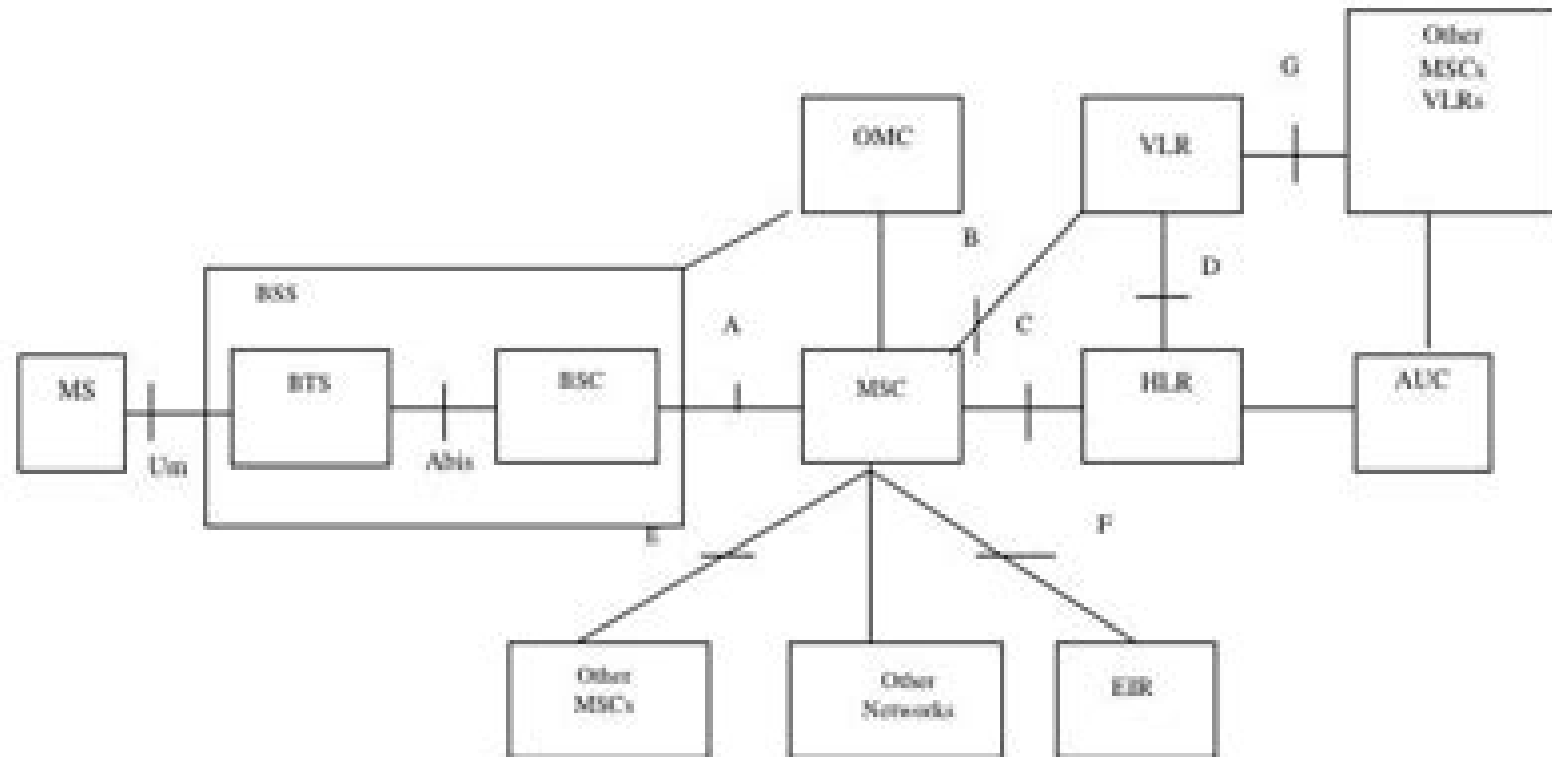 Other
MSCs
VLRs
G
OMC
VLR
B
D
BSS
A
C
MS
BTS
BSC
MSC
HLR
AUC
Um
Abis
E
F
Other
MSCs
Other
Networks
EIR